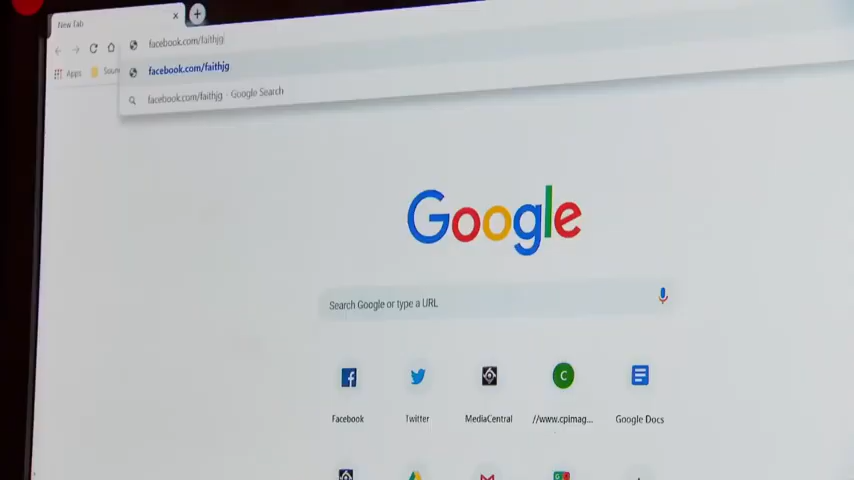 New Tab
facebook.com/faithjg
Apps
facebook.com/faithjg
facebook.com/faithjg - Google Search
Google
Search Google or type a URL
C
Facebook
Twitter
MediaCentral
//www.cpimag...
Google Docs